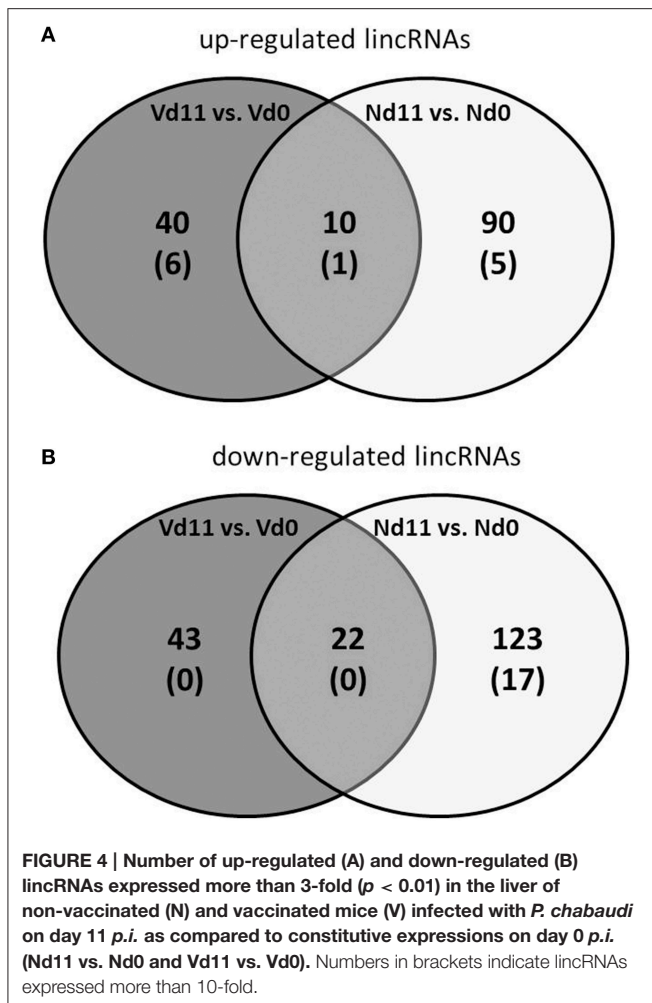 A
up-regulated lincRNAs
Vd11 vs. Vd0 Nd11 vs. Nd0
40 10 90
(6) (1) (5)
B
down-regulated lincRNAs
Vd11 vs. Vd0 Nd11 vs. Nd0
43 22 123
(0) (0) (17)
FIGURE 4 | Number of up-regulated (A) and down-regulated (B)
lincRNAs expressed more than 3-fold (p < 0.01) in the liver of
non-vaccinated (N) and vaccinated mice (V) infected with P. chabaudi
on day 11 p.i. as compared to constitutive expressions on day 0 p.i.
(Nd11 vs. Nd0 and Vd11 vs. Vd0). Numbers in brackets indicate lincRNAs
expressed more than 10-fold.